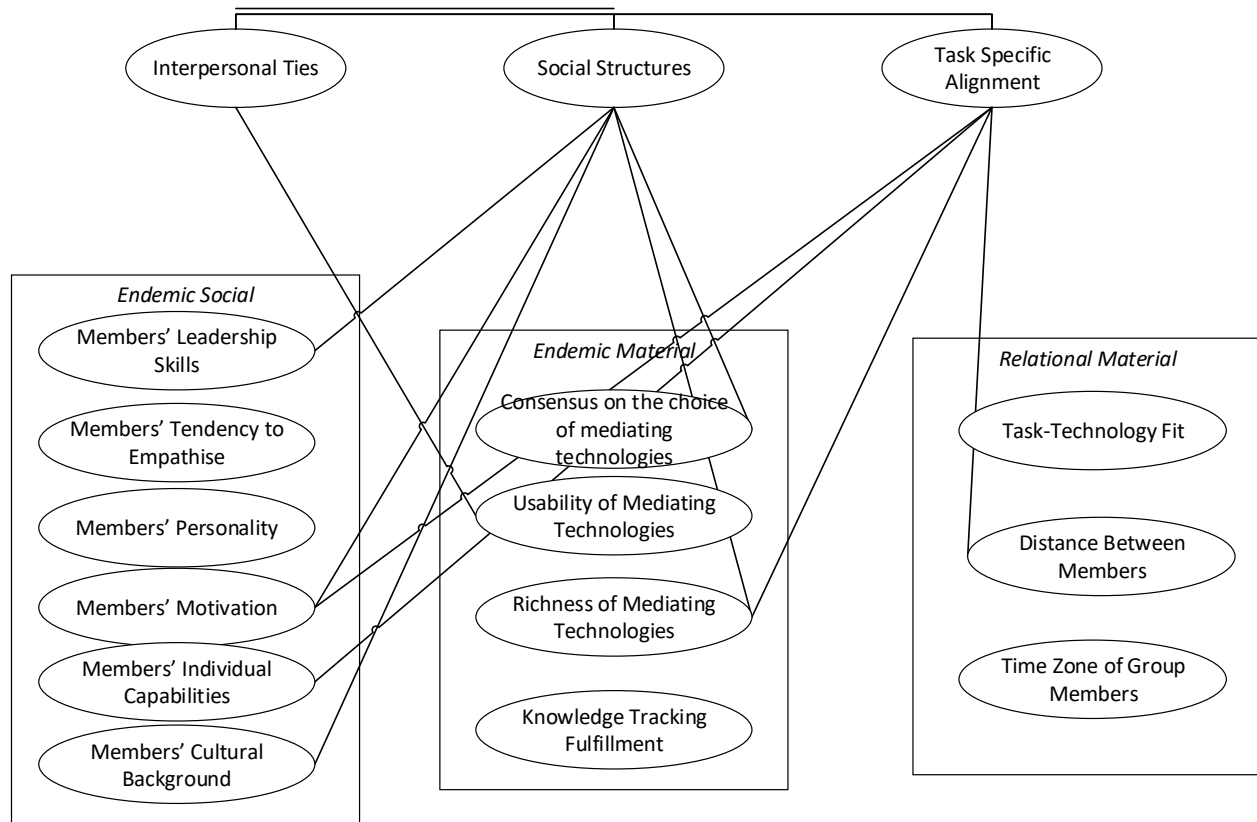 Interpersonal Ties
Social Structures
Task Specific
Alignment
Endemic Social
Members’ Leadership
Skills
Members’ Tendency to
Empathise
Members’ Personality
Members’ Motivation
Members’ Individual
Capabilities
Members’ Cultural
Background
Endemic Material
Consensus on the choice
of mediating
technologies
Usability of Mediating
Technologies
Richness of Mediating
Technologies
Knowledge Tracking
Fulfillment
Relational Material
Task-Technology Fit
Distance Between
Members
Time Zone of Group
Members